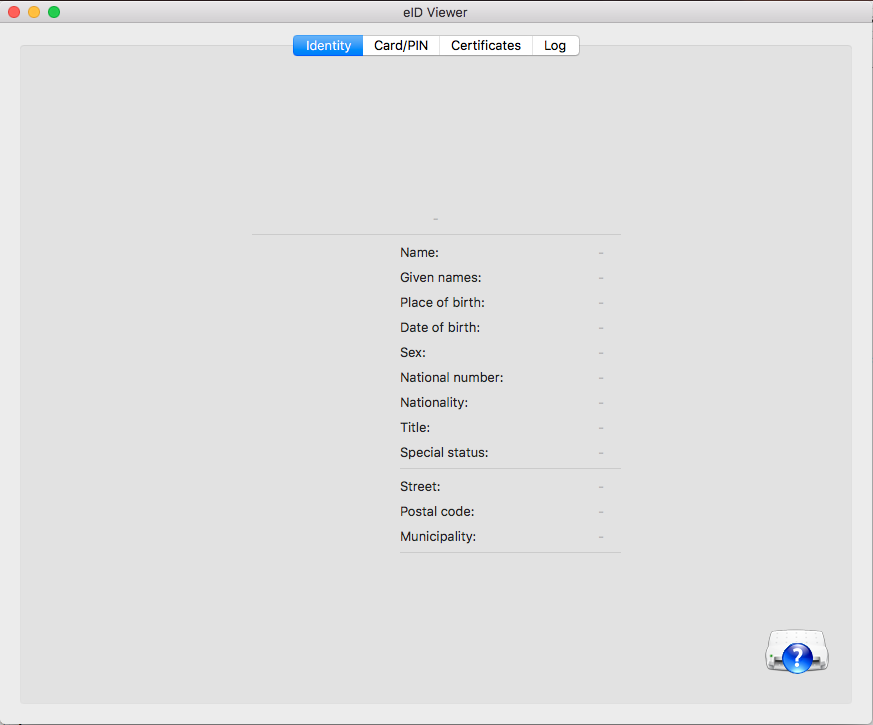 eID Viewer
Identity Card/PIN Certificates Log
-
Name: -
Given names: -
Place of birth: -
Date of birth: -
Sex: -
National number: -
Nationality: -
Title: -
Special status: -
Street: -
Postal code: -
Municipality: -
?